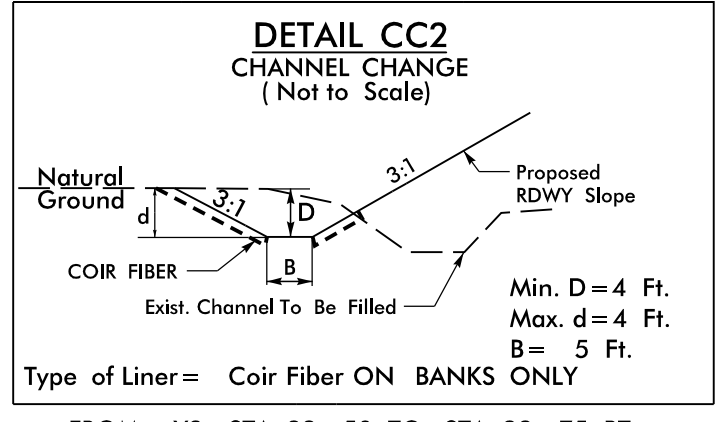 DETAIL CC2
CHANNEL CHANGE
( Not to Scale)
Natural
Ground
3:1
3:1
Proposed
RDWY Slope
d
D
B
COIR FIBER
Exist. Channel To Be Filled
Min. D = 4 Ft.
Max. d = 4 Ft.
B = 5 Ft.
Type of Liner = Coir Fiber ON BANKS ONLY